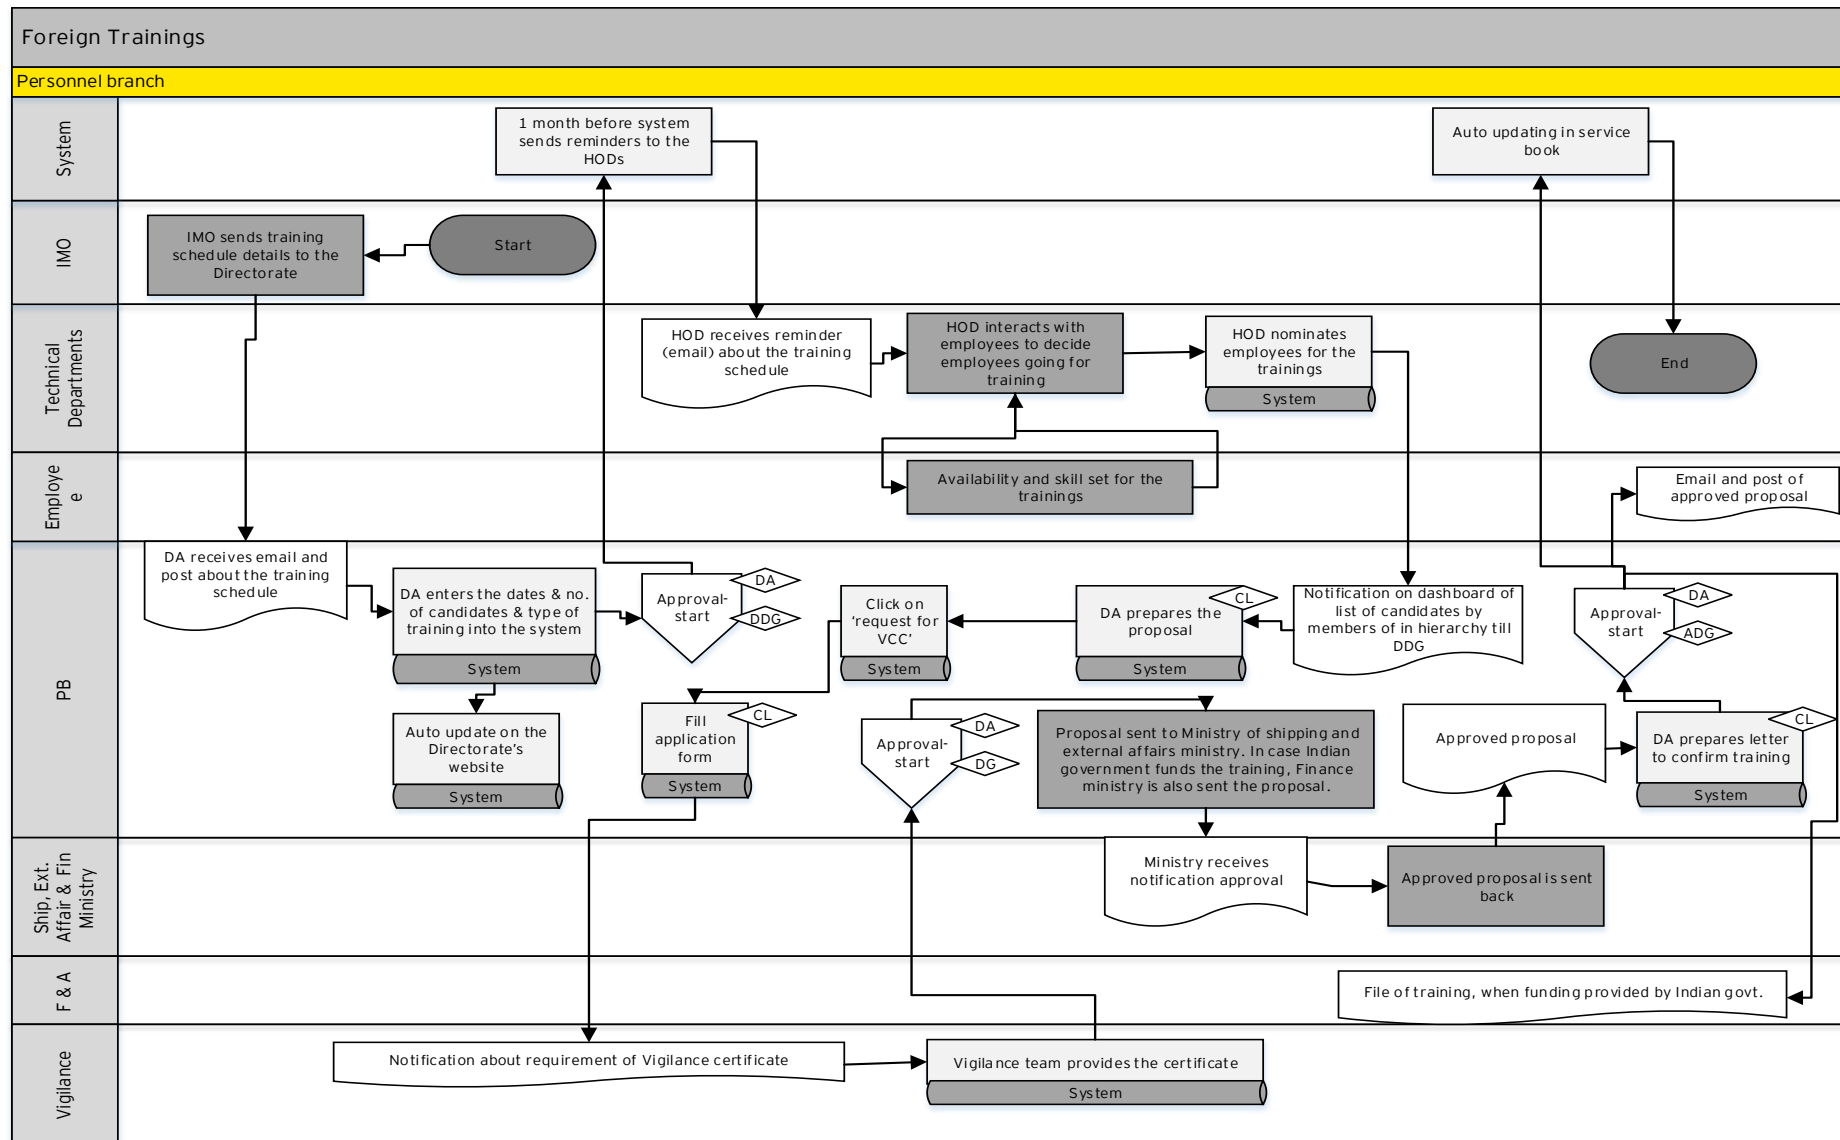 Foreign Trainings
Personnel branch
System
1 month before system
sends reminders to the
HODs
Auto updating in service
book
IMO
IMO sends training
schedule details to the
Directorate
Start
Technical
Departments
HOD receives reminder
(email) about the training
schedule
HOD interacts with
employees to decide
employees going for
training
HOD nominates
employees for the
trainings
System
End
Employe
e
Availability and skill set for the
trainings
Email and post of
approved proposal
PB
DA receives email and
post about the training
schedule
DA enters the dates & no.
of candidates & type of
training into the system
System
Approval-
start
DA
DDG
Click on
‘request for
VCC’
System
DA prepares the
proposal
CL
System
Notification on dashboard of
list of candidates by
members of in hierarchy till
DDG
Approval-
start
DA
ADG
Auto update on the
Directorate’s
website
System
Fill
application
form
CL
System
Approval-
start
DA
DG
Proposal sent to Ministry of shipping and
external affairs ministry. In case Indian
government funds the training, Finance
ministry is also sent the proposal.
Approved proposal
DA prepares letter
to confirm training
CL
System
Ship, Ext.
Affair & Fin
Ministry
Ministry receives
notification approval
Approved proposal is sent
back
F & A
File of training, when funding provided by Indian govt.
Vigilance
Notification about requirement of Vigilance certificate
Vigilance team provides the certificate
System